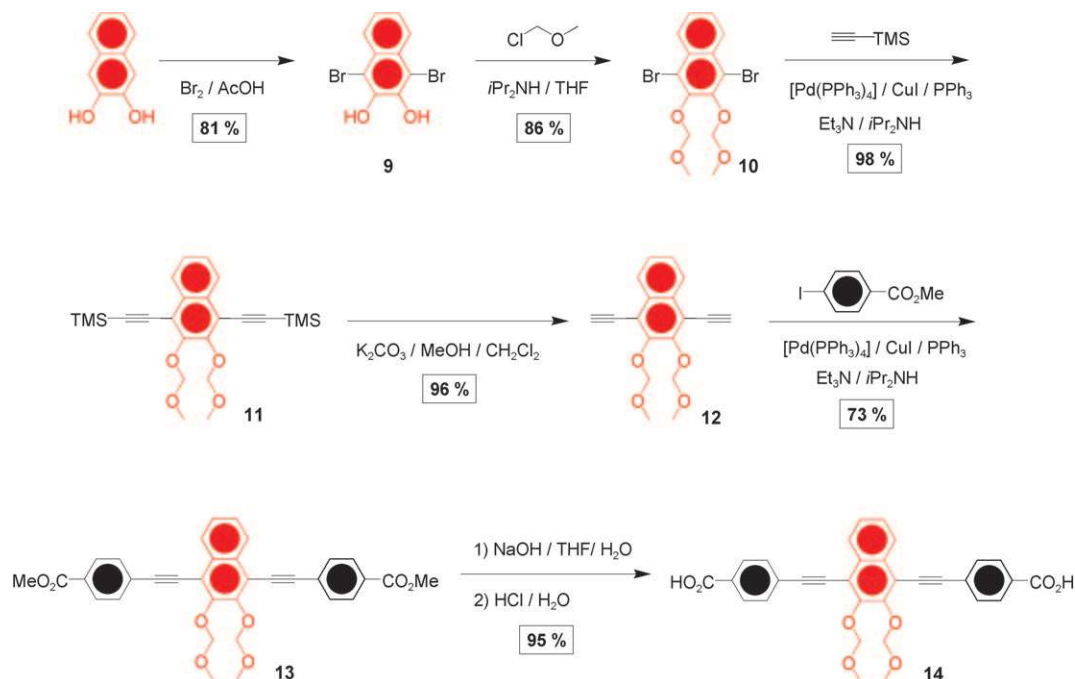 Cl O
TMS
Br Br Br Br
Br₂ / AcOH
iPr₂NH / THF
[Pd(PPh₃)₄] / CuI / PPh₃
HO OH
HO OH
O O
Et₃N / iPr₂NH
81 %
86 %
98 %
9
O O
10
I CO₂Me
TMS TMS
K₂CO₃ / MeOH / CH₂Cl₂
[Pd(PPh₃)₄] / CuI / PPh₃
O O
O O
Et₃N / iPr₂NH
96 %
O O
11
O O
12
73 %
1) NaOH / THF/ H₂O
MeO₂C CO₂Me
HO₂C CO₂H
2) HCl / H₂O
O O
O O
95 %
O O
13
O O
14